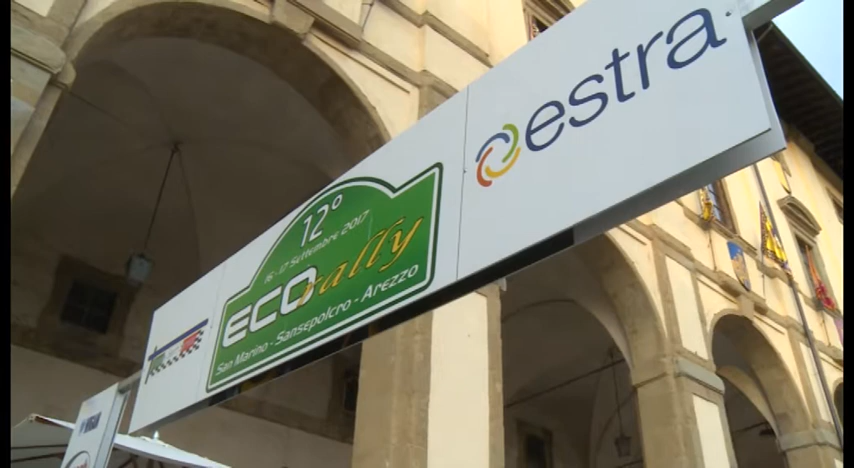 12°
16 - 17 Settembre 2017
ECOrally
San Marino - Sansepolcro - Arezzo
estra